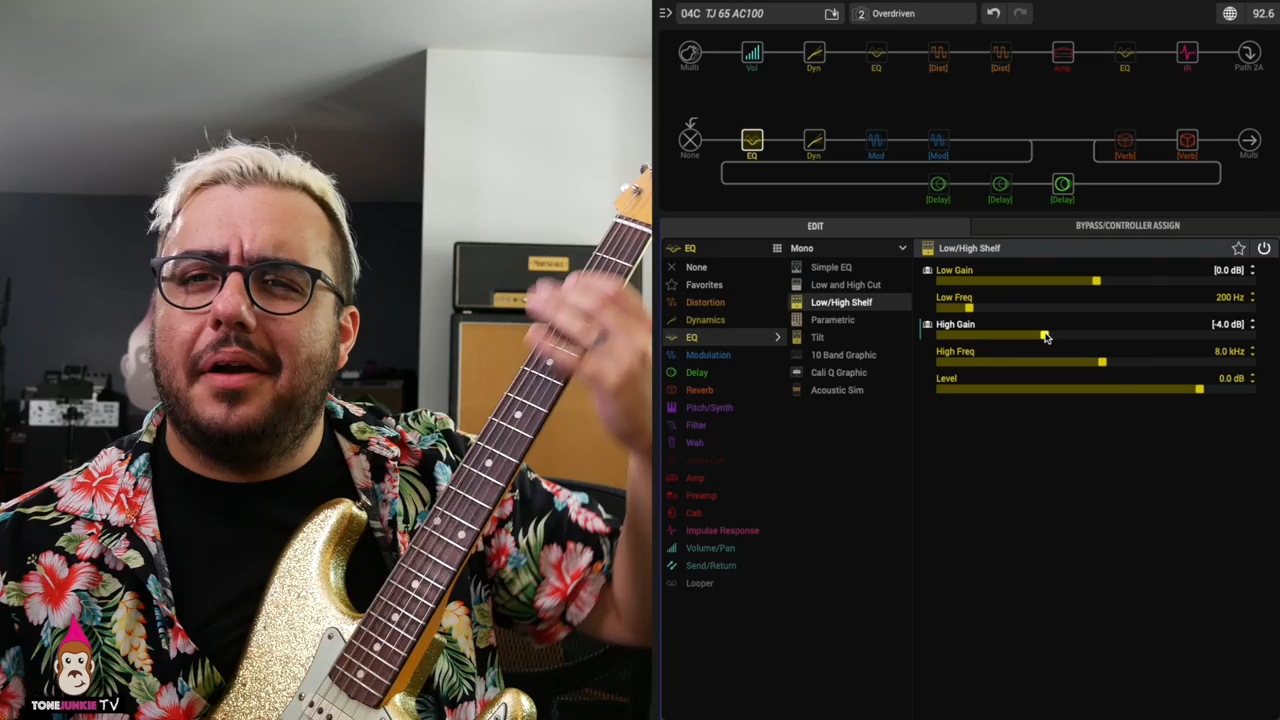 04C TJ 65 AC100
2 Overdriven
92.6
Multi Vol Dyn EQ [Dist] [Dist] Amp EQ IR Path 2A
None EQ Dyn Mod [Mod] [Verb] [Verb] Multi
[Delay] [Delay] [Delay]
EDIT
BYPASS/CONTROLLER ASSIGN
EQ
None
Favorites
Distortion
Dynamics
EQ
Modulation
Delay
Reverb
Pitch/Synth
Filter
Wah
Amp
Preamp
Cab
Impulse Response
Volume/Pan
Send/Return
Looper
Mono
Simple EQ
Low and High Cut
Low/High Shelf
Parametric
Tilt
10 Band Graphic
Cali Q Graphic
Acoustic Sim
Low/High Shelf
Low Gain [0.0 dB]
Low Freq 200 Hz
High Gain [-4.0 dB]
High Freq 8.0 kHz
Level 0.0 dB
MARSHALL
TONEJUNKIE TV